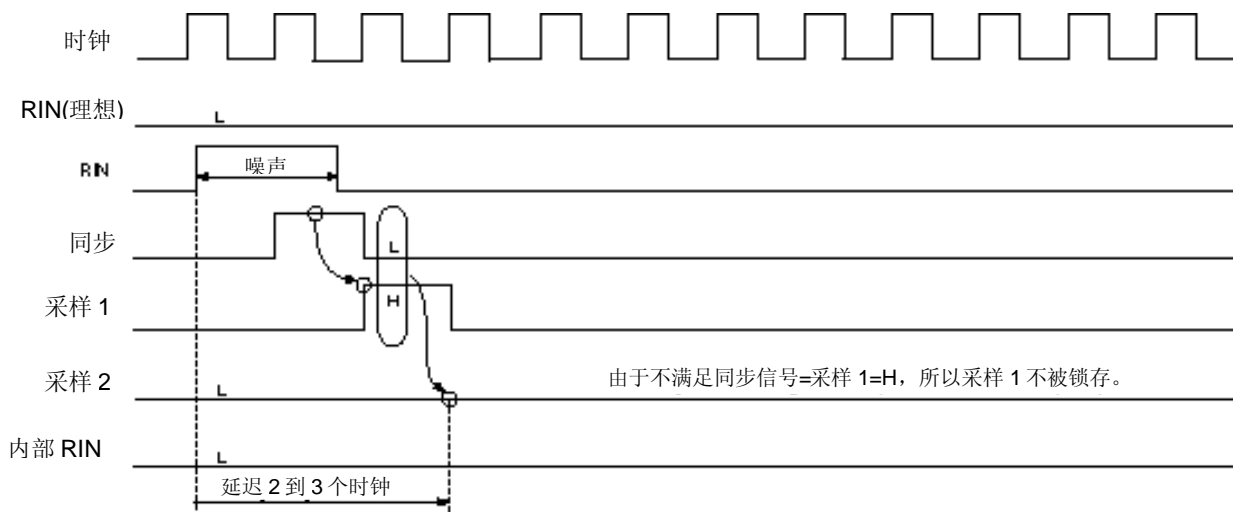 时钟
RIN(理想)
L
RIN
噪声
同步
L
采样 1
H
采样 2
L
由于不满足同步信号=采样 1=H，所以采样 1 不被锁存。
内部 RIN
L
延迟 2 到 3 个时钟